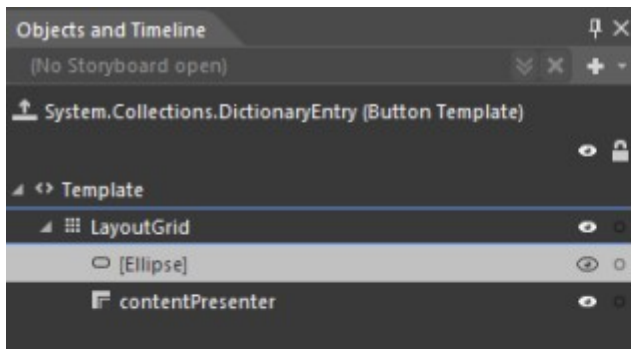 Objects and Timeline
(No Storyboard open)
System.Collections.DictionaryEntry (Button Template)
Template
LayoutGrid
[Ellipse]
contentPresenter